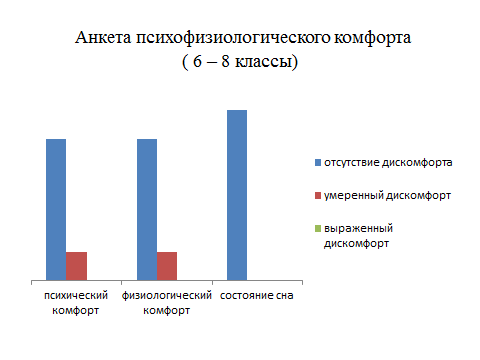 Анкета психофизиологического комфорта
( 6 – 8 классы)
отсутствие дискомфорта
умеренный дискомфорт
выраженный
дискомфорт
психический
комфорт
физиологический
комфорт
состояние сна